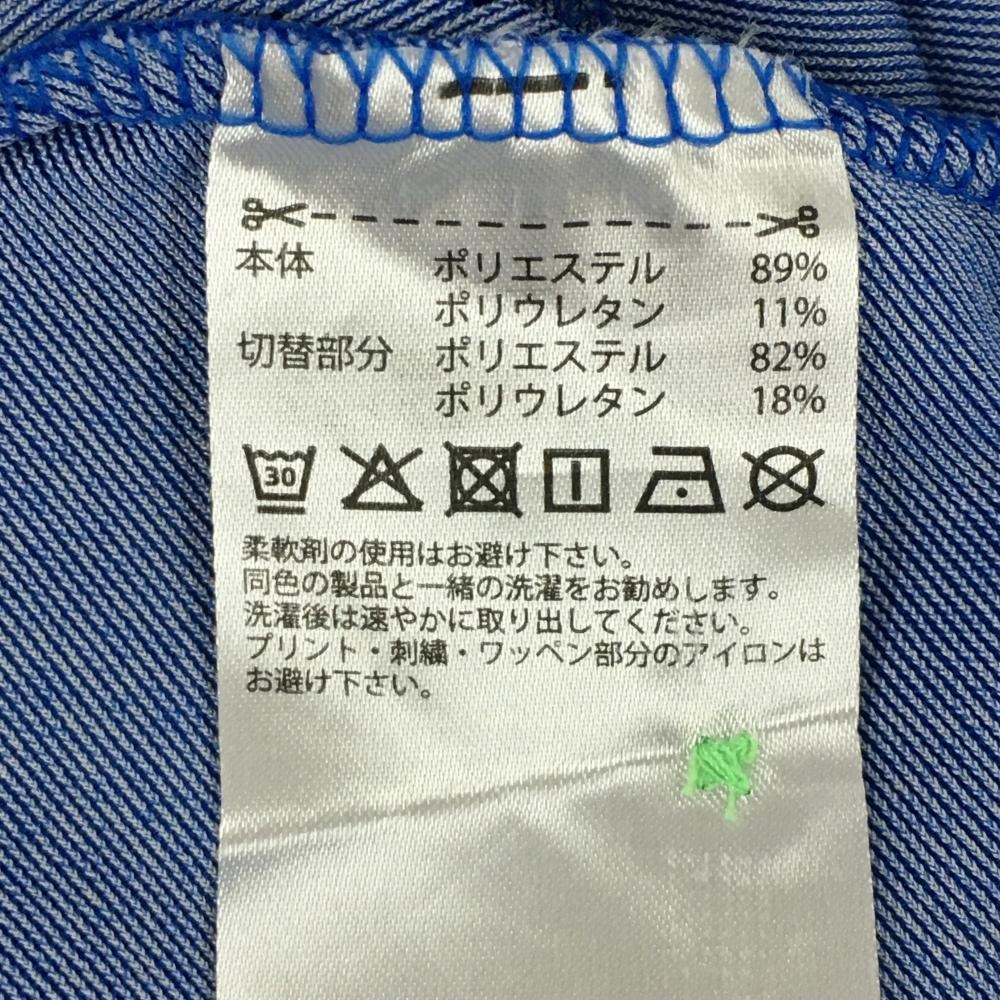 本体 ポリエステル 89%
ポリウレタン 11%
切替部分 ポリエステル 82%
ポリウレタン 18%
30
柔軟剤の使用はお避け下さい。
同色の製品と一緒の洗濯をお勧めします。
洗濯後は速やかに取り出してください。
プリント・刺繍・ワッペン部分のアイロンは
お避け下さい。